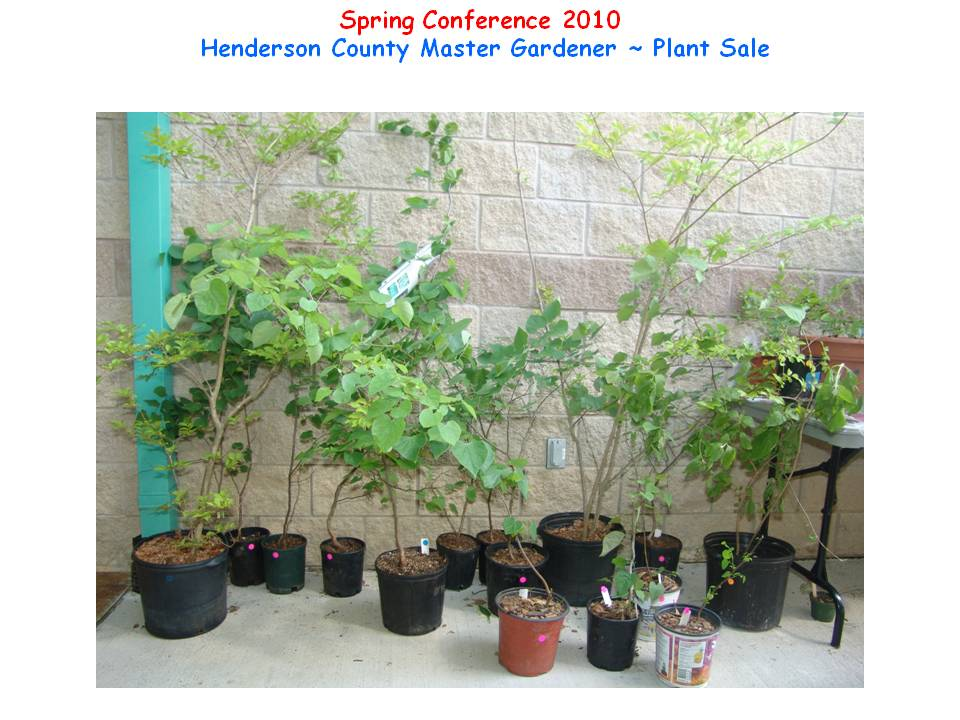 Spring Conference 2010
Henderson County Master Gardener ~ Plant Sale